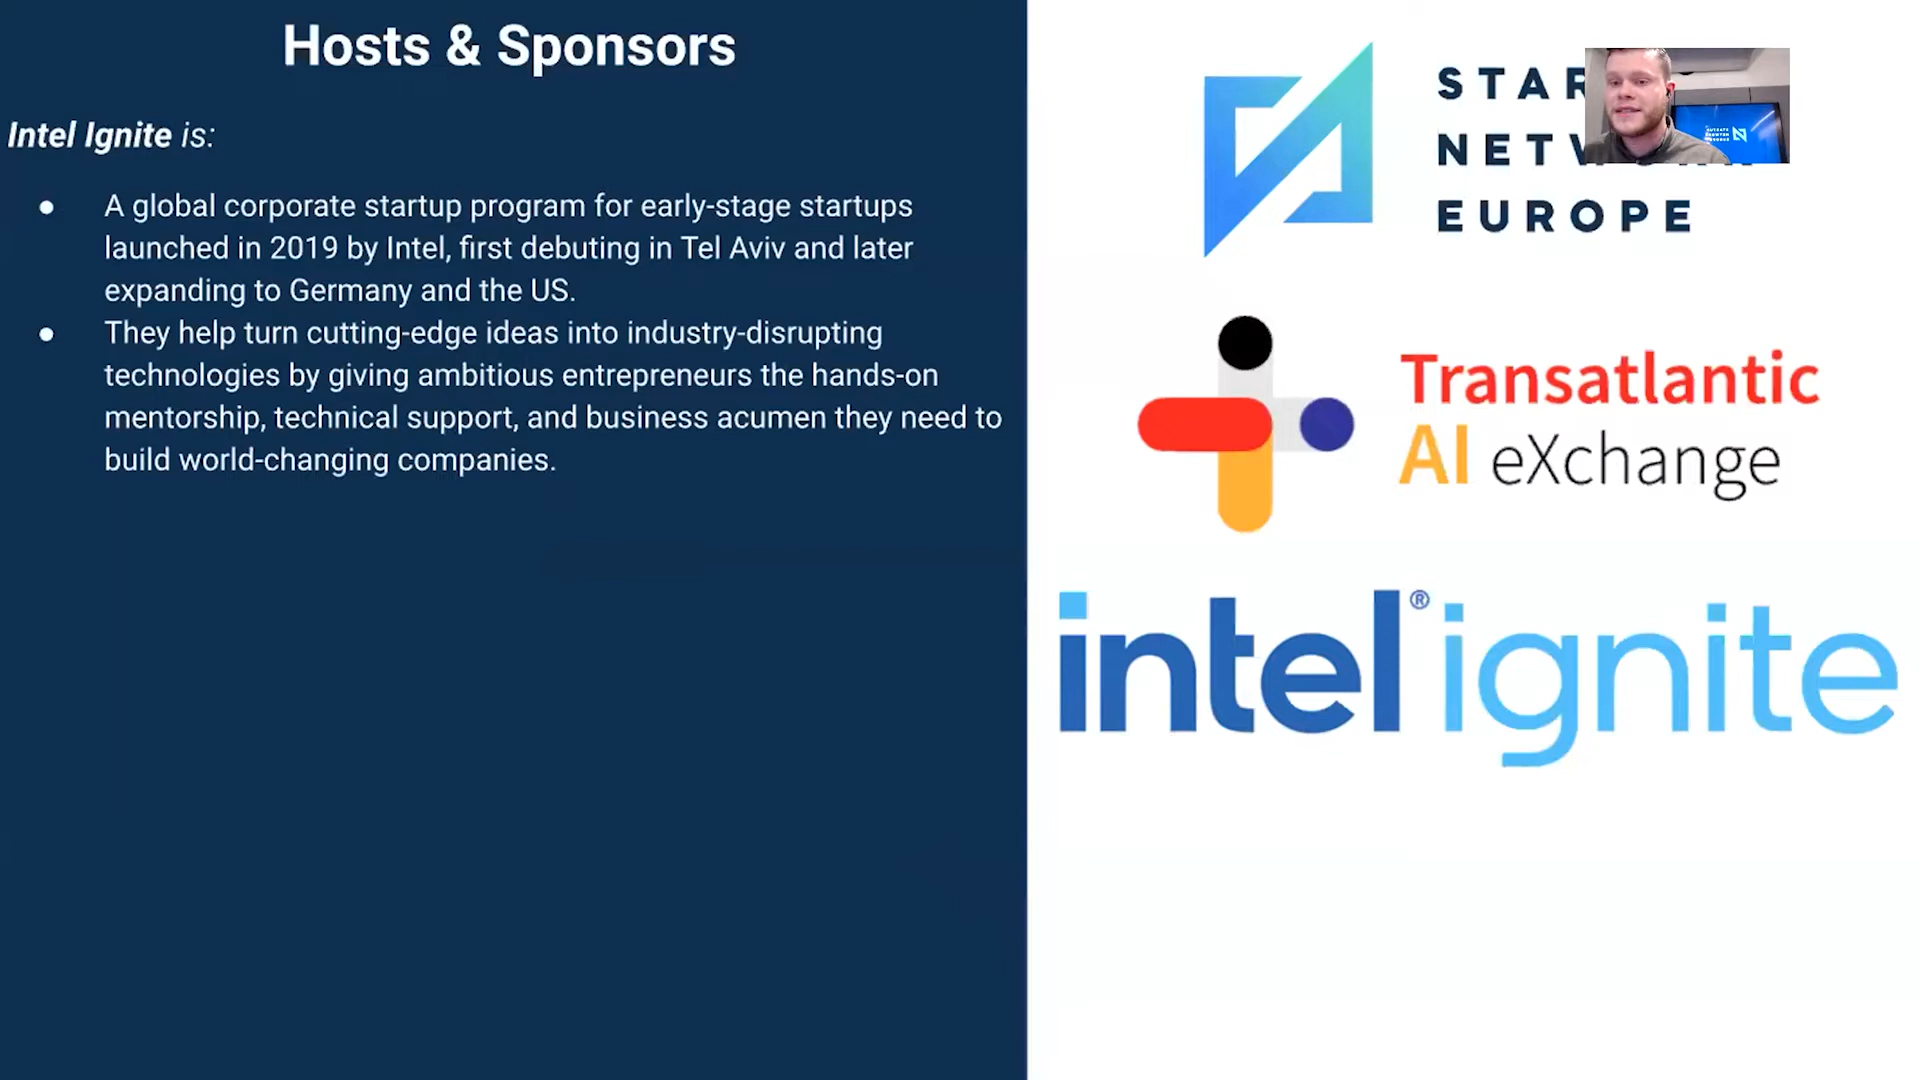 Hosts & Sponsors
Intel Ignite is:
● A global corporate startup program for early-stage startups
launched in 2019 by Intel, first debuting in Tel Aviv and later
expanding to Germany and the US.
● They help turn cutting-edge ideas into industry-disrupting
technologies by giving ambitious entrepreneurs the hands-on
mentorship, technical support, and business acumen they need to
build world-changing companies.
EUROPE
Transatlantic
AI eXchange
intel® ignite